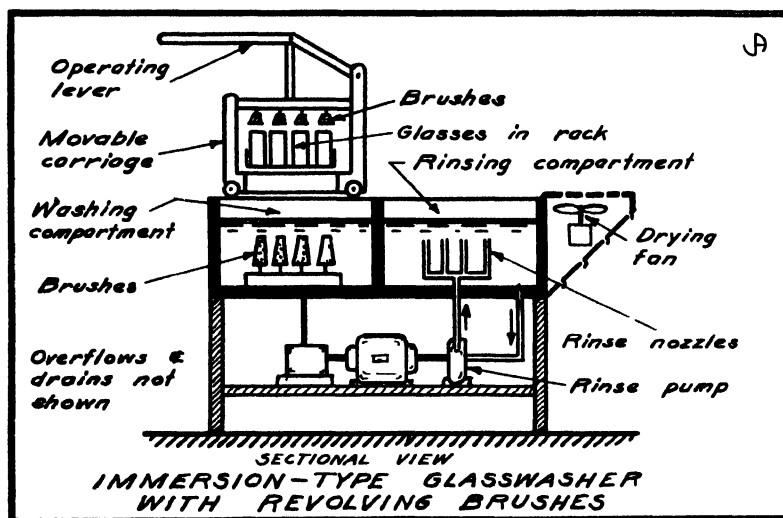 Operating
lever
Brushes
Glasses in rack
Movable
carriage
Rinsing compartment
Washing
compartment
Drying
fan
Brushes
Rinse nozzles
Overflows &
drains not
shown
Rinse pump
SECTIONAL VIEW
IMMERSION-TYPE GLASSWASHER
WITH REVOLVING BRUSHES